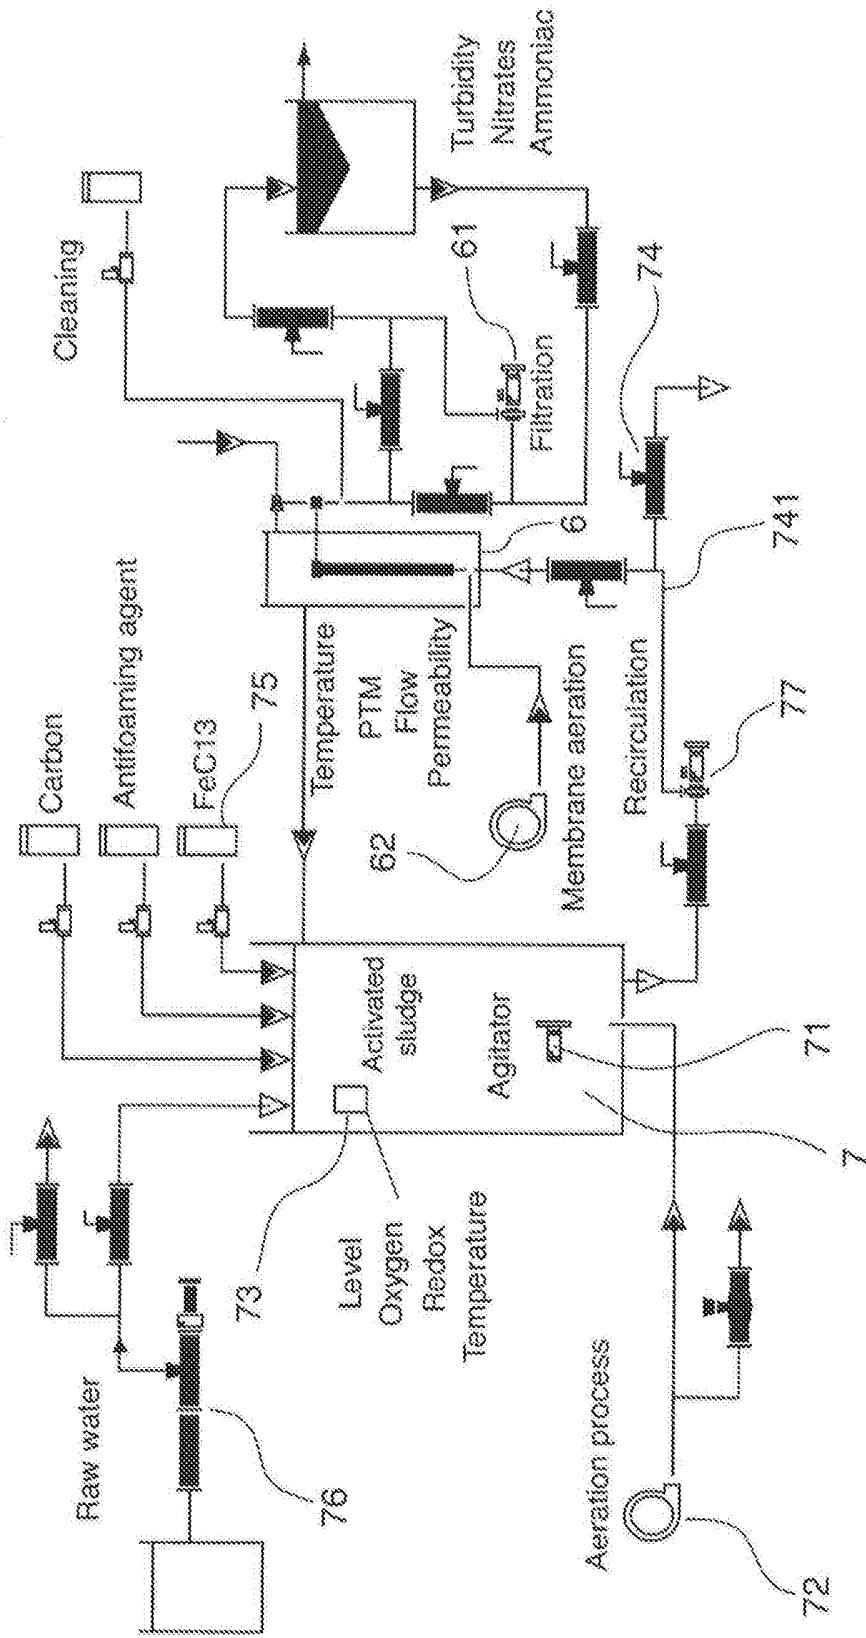 Raw water
76
Carbon
Antifoaming agent
FeC13
75
Cleaning
Level
Oxygen
Redox
Temperature
73
Activated
sludge
Agitator
71
7
Temperature
PTM
Flow
Permeability
6
Filtration
61
Turbidity
Nitrates
Ammoniac
62
Membrane aeration
Recirculation
77
741
74
Aeration process
72